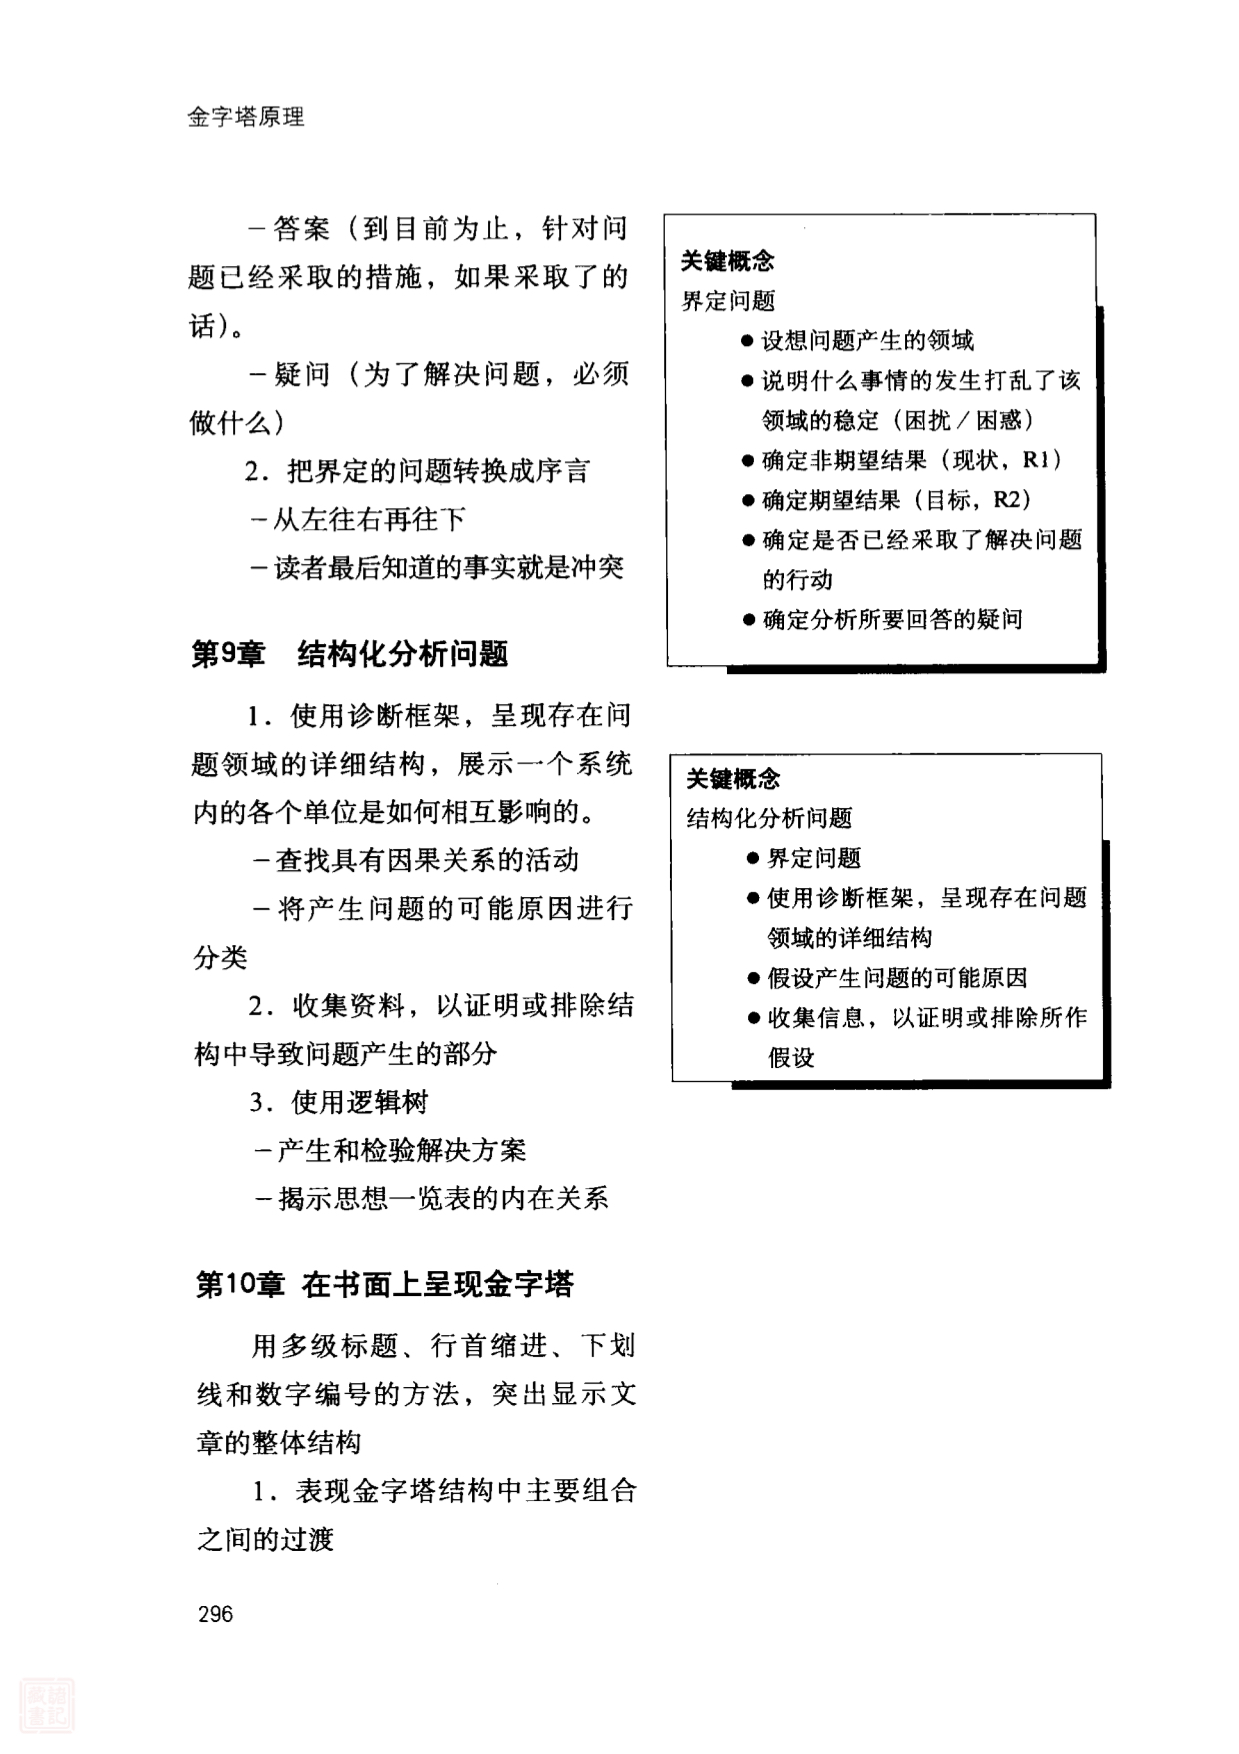 金字塔原理
－答案（到目前为止，针对问
题已经采取的措施，如果采取了的
话）。
－疑问（为了解决问题，必须
做什么）
2．把界定的问题转换成序言
－从左往右再往下
－读者最后知道的事实就是冲突
第9章　结构化分析问题
1．使用诊断框架，呈现存在问
题领域的详细结构，展示一个系统
内的各个单位是如何相互影响的。
－查找具有因果关系的活动
－将产生问题的可能原因进行
分类
2．收集资料，以证明或排除结
构中导致问题产生的部分
3．使用逻辑树
－产生和检验解决方案
－揭示思想一览表的内在关系
第10章 在书面上呈现金字塔
用多级标题、行首缩进、下划
线和数字编号的方法，突出显示文
章的整体结构
1．表现金字塔结构中主要组合
之间的过渡
关键概念
界定问题
●设想问题产生的领域
●说明什么事情的发生打乱了该
领域的稳定（困扰／困惑）
●确定非期望结果（现状，R1）
●确定期望结果（目标，R2）
●确定是否已经采取了解决问题
的行动
●确定分析所要回答的疑问
关键概念
结构化分析问题
●界定问题
●使用诊断框架，呈现存在问题
领域的详细结构
●假设产生问题的可能原因
●收集信息，以证明或排除所作
假设
296